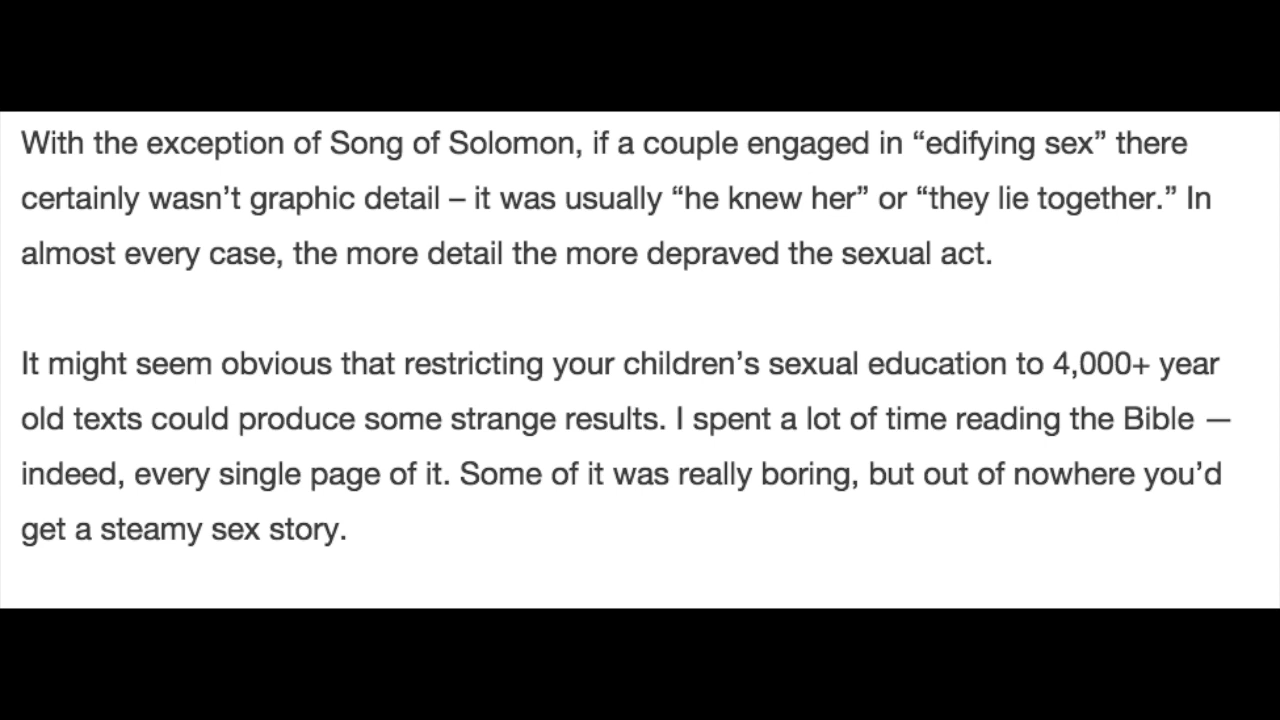 With the exception of Song of Solomon, if a couple engaged in “edifying sex” there
certainly wasn’t graphic detail – it was usually “he knew her” or “they lie together.” In
almost every case, the more detail the more depraved the sexual act.
It might seem obvious that restricting your children’s sexual education to 4,000+ year
old texts could produce some strange results. I spent a lot of time reading the Bible —
indeed, every single page of it. Some of it was really boring, but out of nowhere you’d
get a steamy sex story.